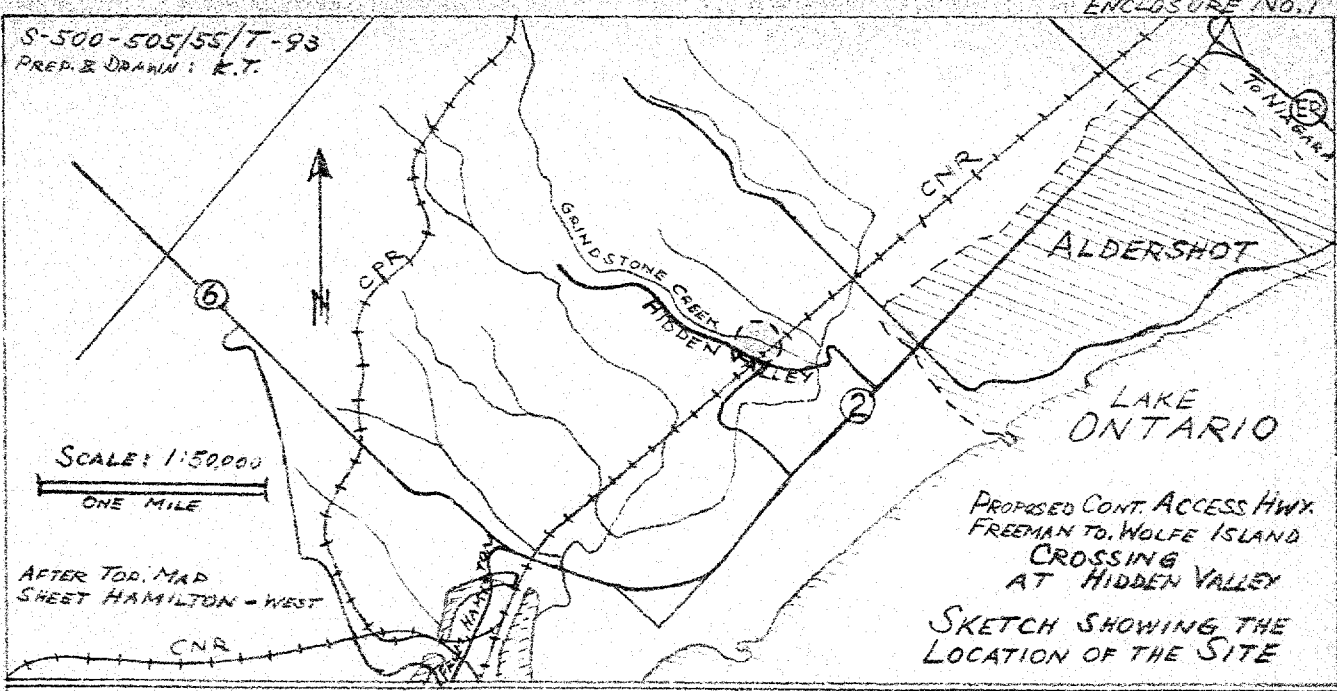 ENCLOSURE NO.1
S-500-505/55/T-93
PREP. & DRAWN: K.T.
TO NIAGARA
CNR
CPR
GRINDSTONE CREEK
HIDDEN VALLEY
ALDERSHOT
6
N
2
LAKE
ONTARIO
SCALE: 1:50,000
ONE MILE
PROPOSED CONT. ACCESS HWY.
FREEMAN TO. WOLFE ISLAND
CROSSING
AT HIDDEN VALLEY
AFTER TOP. MAP
SHEET HAMILTON - WEST
SKETCH SHOWING THE
LOCATION OF THE SITE
CNR
HAMILTON